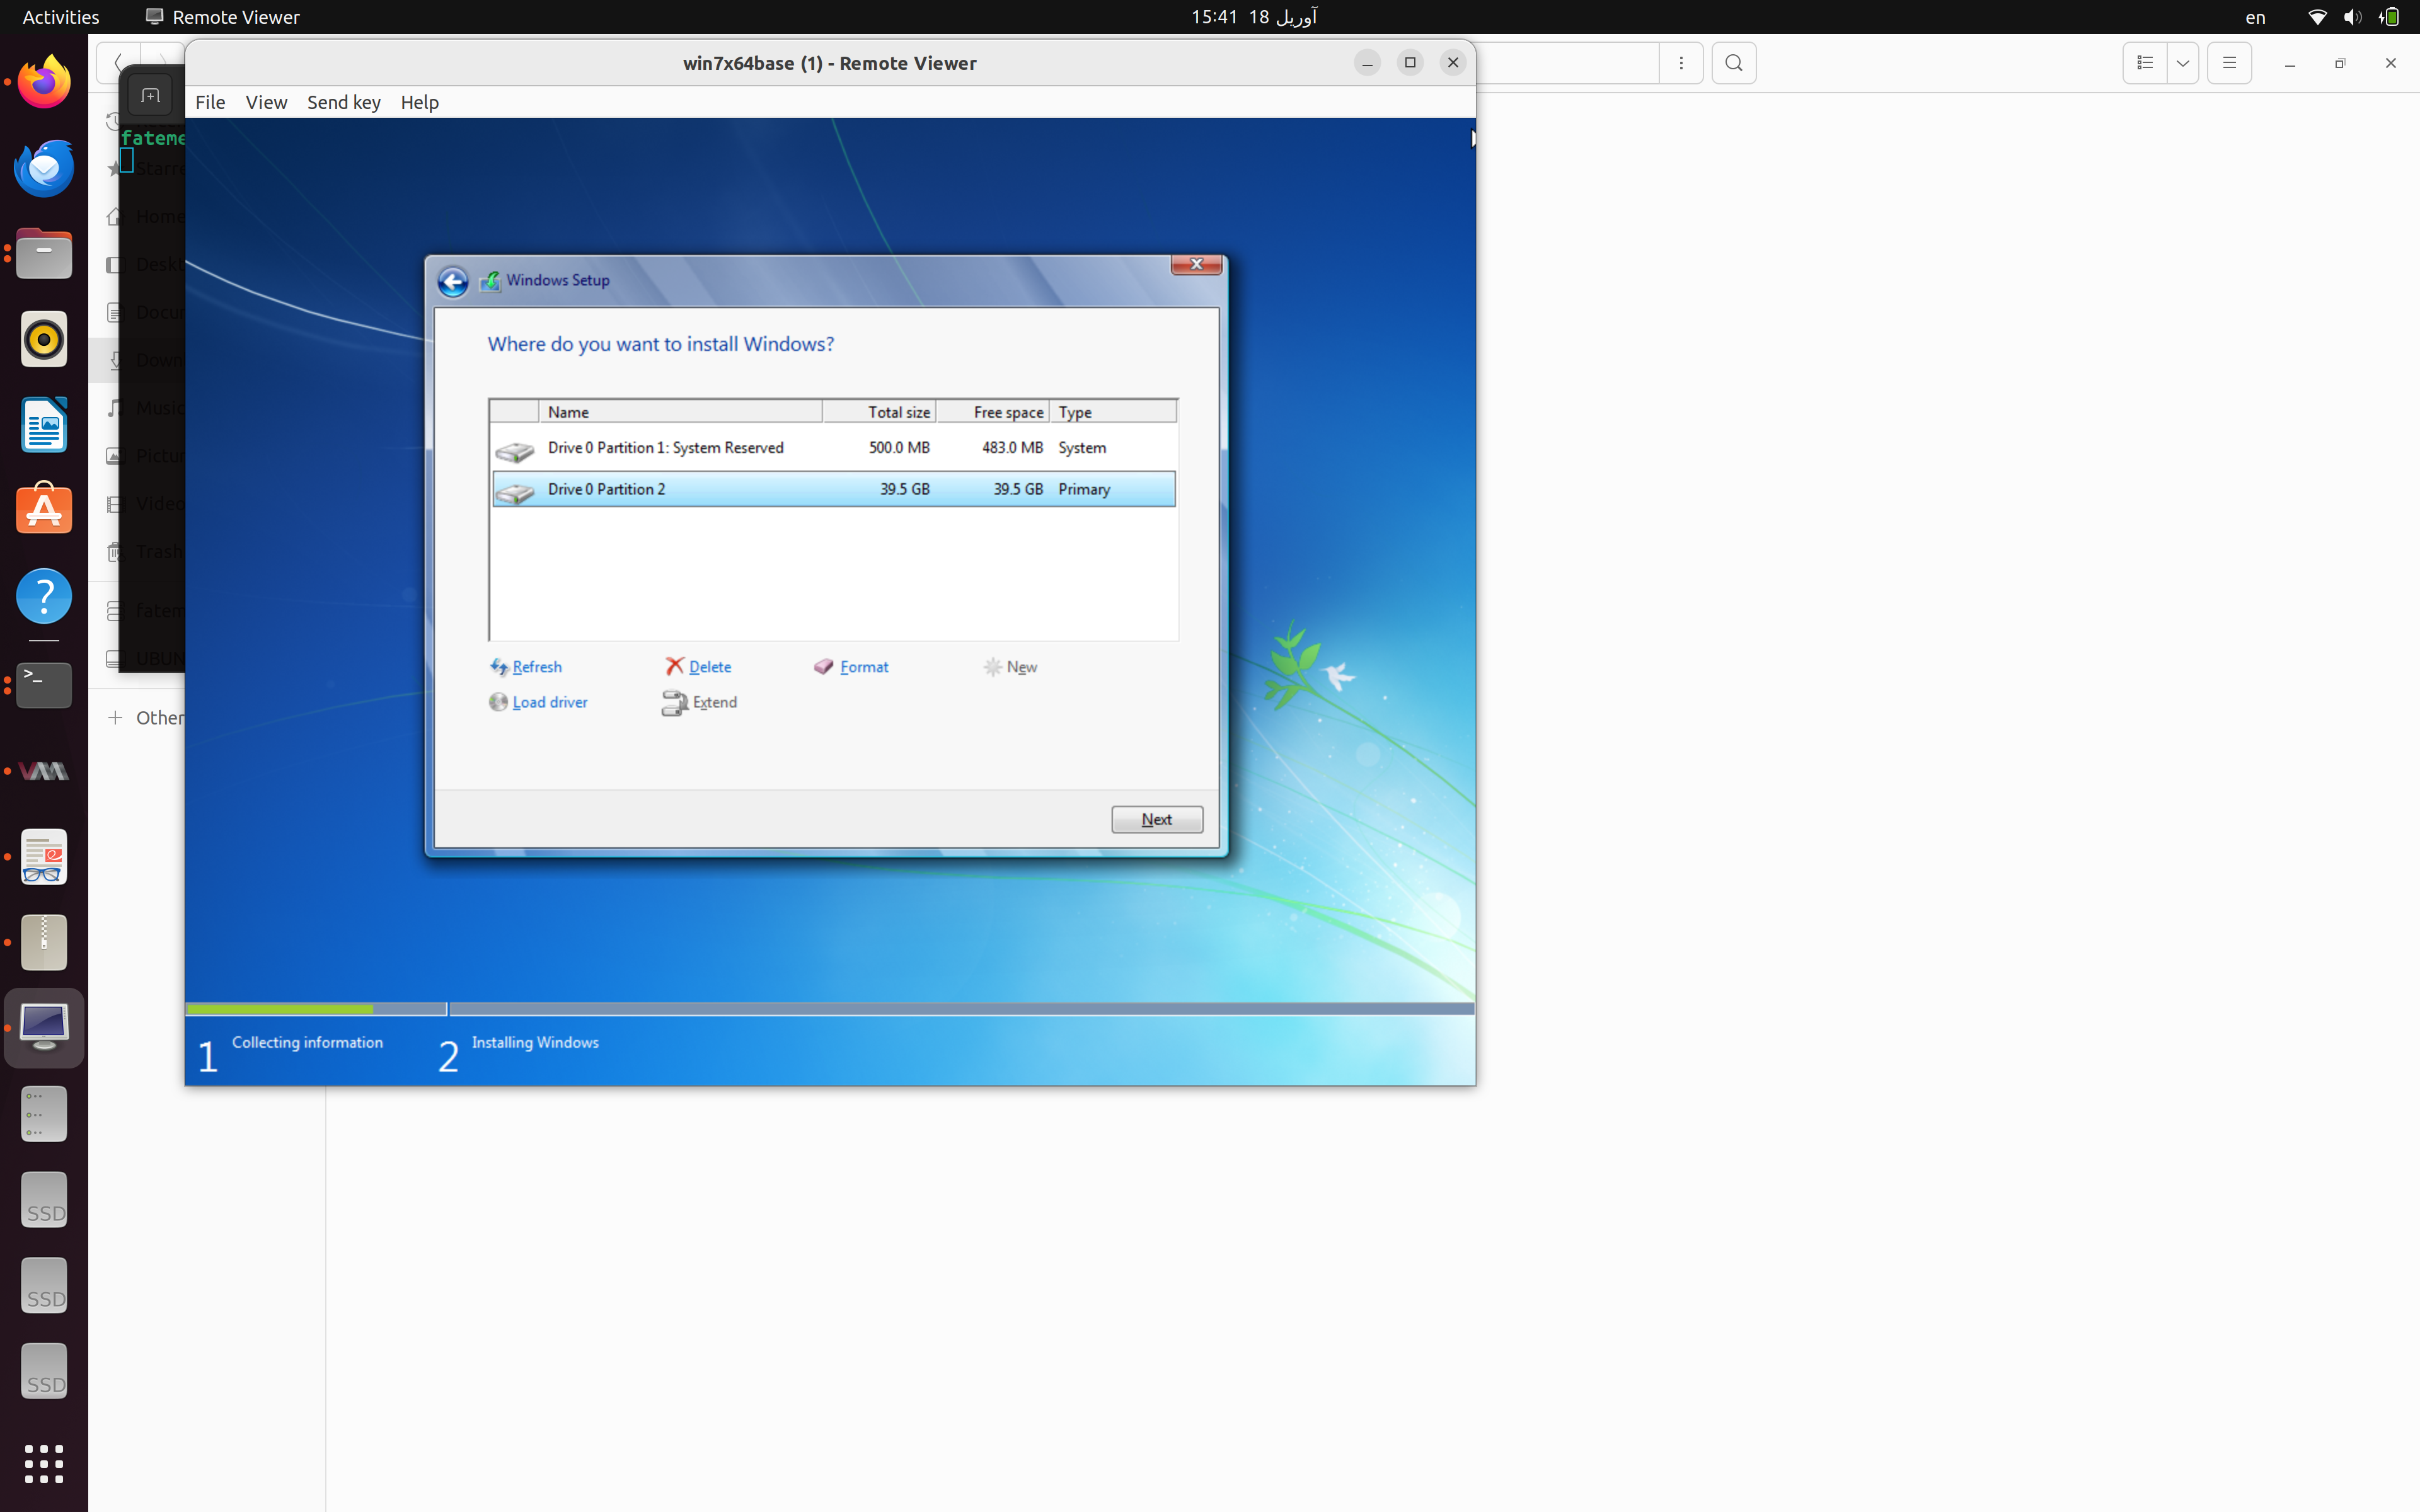 Activities Remote Viewer 15:41 18 آوریل en
win7x64base (1) - Remote Viewer
File View Send key Help
fateme
Starre
Home
Deskt
Docur
Down
Music
Pictur
Video
Trash
fatem
UBUN
Other
Windows Setup
Where do you want to install Windows?
Name Total size Free space Type
Drive 0 Partition 1: System Reserved 500.0 MB 483.0 MB System
Drive 0 Partition 2 39.5 GB 39.5 GB Primary
Refresh Delete Format New
Load driver Extend
Next
1 Collecting information 2 Installing Windows
SSD
SSD
SSD